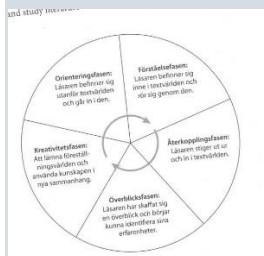 and study litera
Orienteringsfasen:
Läsaren befinner sig
utanför textvärlden
och går in i den.
Förståelsefasen:
Läsaren befinner sig
inne i textvärlden och
rör sig genom den.
Återkopplingsfasen:
Läsaren stiger ut ur
och in i textvärlden.
Överblicksfasen:
Läsaren har skaffat sig
en överblick och börjar
kunna identifiera sina
erfarenheter.
Kreativitetsfasen:
Att lämna föreställ-
ningsvärlden och
använda kunskapen i
nya sammanhang.